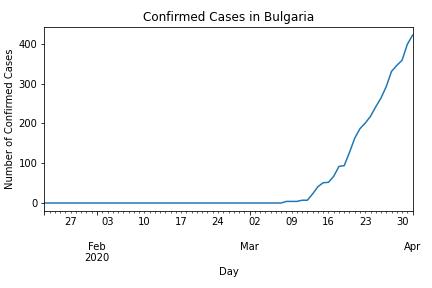 Confirmed Cases in Bulgaria
Number of Confirmed Cases
400
300
200
100
0
27 03 10 17 24 02 09 16 23 30
Feb Mar Apr
2020
Day